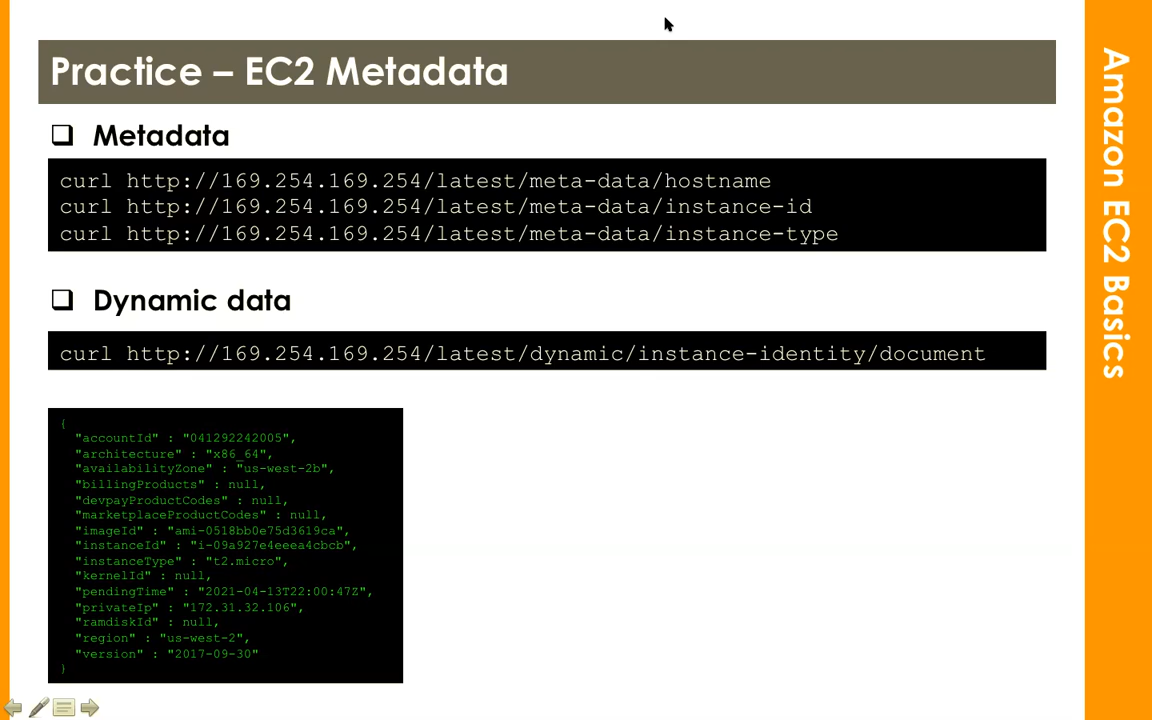 Practice – EC2 Metadata
Metadata
curl http://169.254.169.254/latest/meta-data/hostname
curl http://169.254.169.254/latest/meta-data/instance-id
curl http://169.254.169.254/latest/meta-data/instance-type
Dynamic data
curl http://169.254.169.254/latest/dynamic/instance-identity/document
{
"accountId" : "041292242005",
"architecture" : "x86_64",
"availabilityZone" : "us-west-2b",
"billingProducts" : null,
"devpayProductCodes" : null,
"marketplaceProductCodes" : null,
"imageId" : "ami-0518bb0e75d3619ca",
"instanceId" : "i-09a927e4eeea4cbcb",
"instanceType" : "t2.micro",
"kernelId" : null,
"pendingTime" : "2021-04-13T22:00:47Z",
"privateIp" : "172.31.32.106",
"ramdiskId" : null,
"region" : "us-west-2",
"version" : "2017-09-30"
}
Amazon EC2 Basics